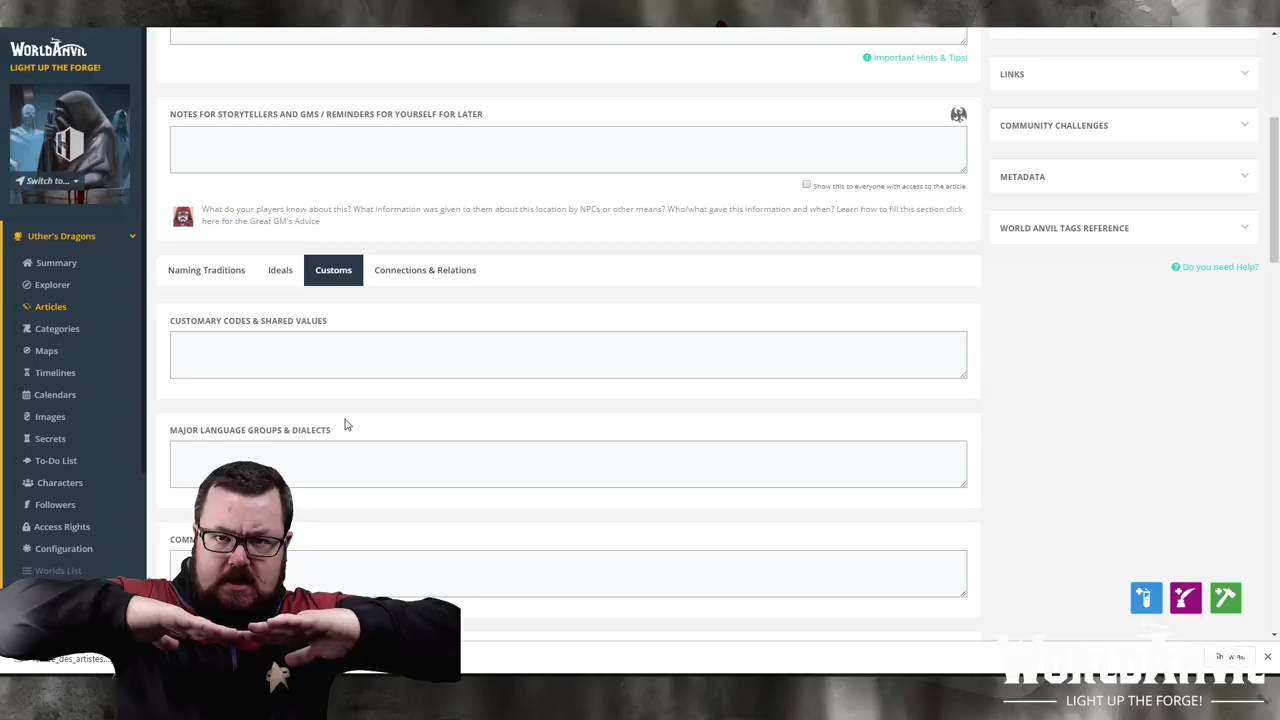 WORLDANVIL
LIGHT UP THE FORGE!
Switch to...
Uther's Dragons
Summary
Explorer
Articles
Categories
Maps
Timelines
Calendars
Images
Secrets
To-Do List
Characters
Followers
Access Rights
Configuration
Worlds List
Important Hints & Tips!
NOTES FOR STORYTELLERS AND GMS / REMINDERS FOR YOURSELF FOR LATER
Show this to everyone with access to the article.
What do your players know about this? What information was given to them about this location by NPCs or other means? Who/what gave this information and when? Learn how to fill this section click
here for the Great GM's Advice
Naming Traditions Ideals Customs Connections & Relations
CUSTOMARY CODES & SHARED VALUES
MAJOR LANGUAGE GROUPS & DIALECTS
LINKS
COMMUNITY CHALLENGES
METADATA
WORLD ANVIL TAGS REFERENCE
Do you need Help?
WORLDANVIL
LIGHT UP THE FORGE!